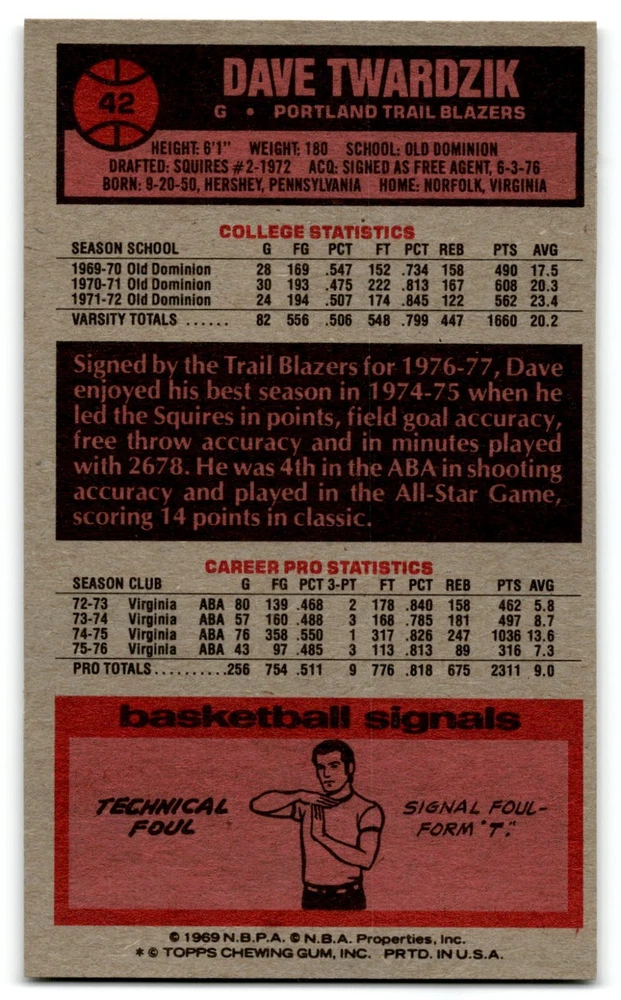 42
DAVE TWARDZIK
G • PORTLAND TRAIL BLAZERS
HEIGHT: 6'1" WEIGHT: 180 SCHOOL: OLD DOMINION
DRAFTED: SQUIRES #2-1972 ACQ: SIGNED AS FREE AGENT, 6-3-76
BORN: 9-20-50, HERSHEY, PENNSYLVANIA HOME: NORFOLK, VIRGINIA
COLLEGE STATISTICS
SEASON SCHOOL G FG PCT FT PCT REB PTS AVG
1969-70 Old Dominion 28 169 .547 152 .734 158 490 17.5
1970-71 Old Dominion 30 193 .475 222 .813 167 608 20.3
1971-72 Old Dominion 24 194 .507 174 .845 122 562 23.4
VARSITY TOTALS ...... 82 556 .506 548 .799 447 1660 20.2
Signed by the Trail Blazers for 1976-77, Dave
enjoyed his best season in 1974-75 when he
led the Squires in points, field goal accuracy,
free throw accuracy and in minutes played
with 2678. He was 4th in the ABA in shooting
accuracy and played in the All-Star Game,
scoring 14 points in classic.
CAREER PRO STATISTICS
SEASON CLUB G FG PCT 3-PT FT PCT REB PTS AVG
72-73 Virginia ABA 80 139 .468 2 178 .840 158 462 5.8
73-74 Virginia ABA 57 160 .488 3 168 .785 181 497 8.7
74-75 Virginia ABA 76 358 .550 1 317 .826 247 1036 13.6
75-76 Virginia ABA 43 97 .485 3 113 .813 89 316 7.3
PRO TOTALS..........256 754 .511 9 776 .818 675 2311 9.0
basketball signals
TECHNICAL
FOUL
SIGNAL FOUL-
FORM "T."
© 1969 N.B.P.A. © N.B.A. Properties, Inc.
* © TOPPS CHEWING GUM, INC. PRTD. IN U.S.A.